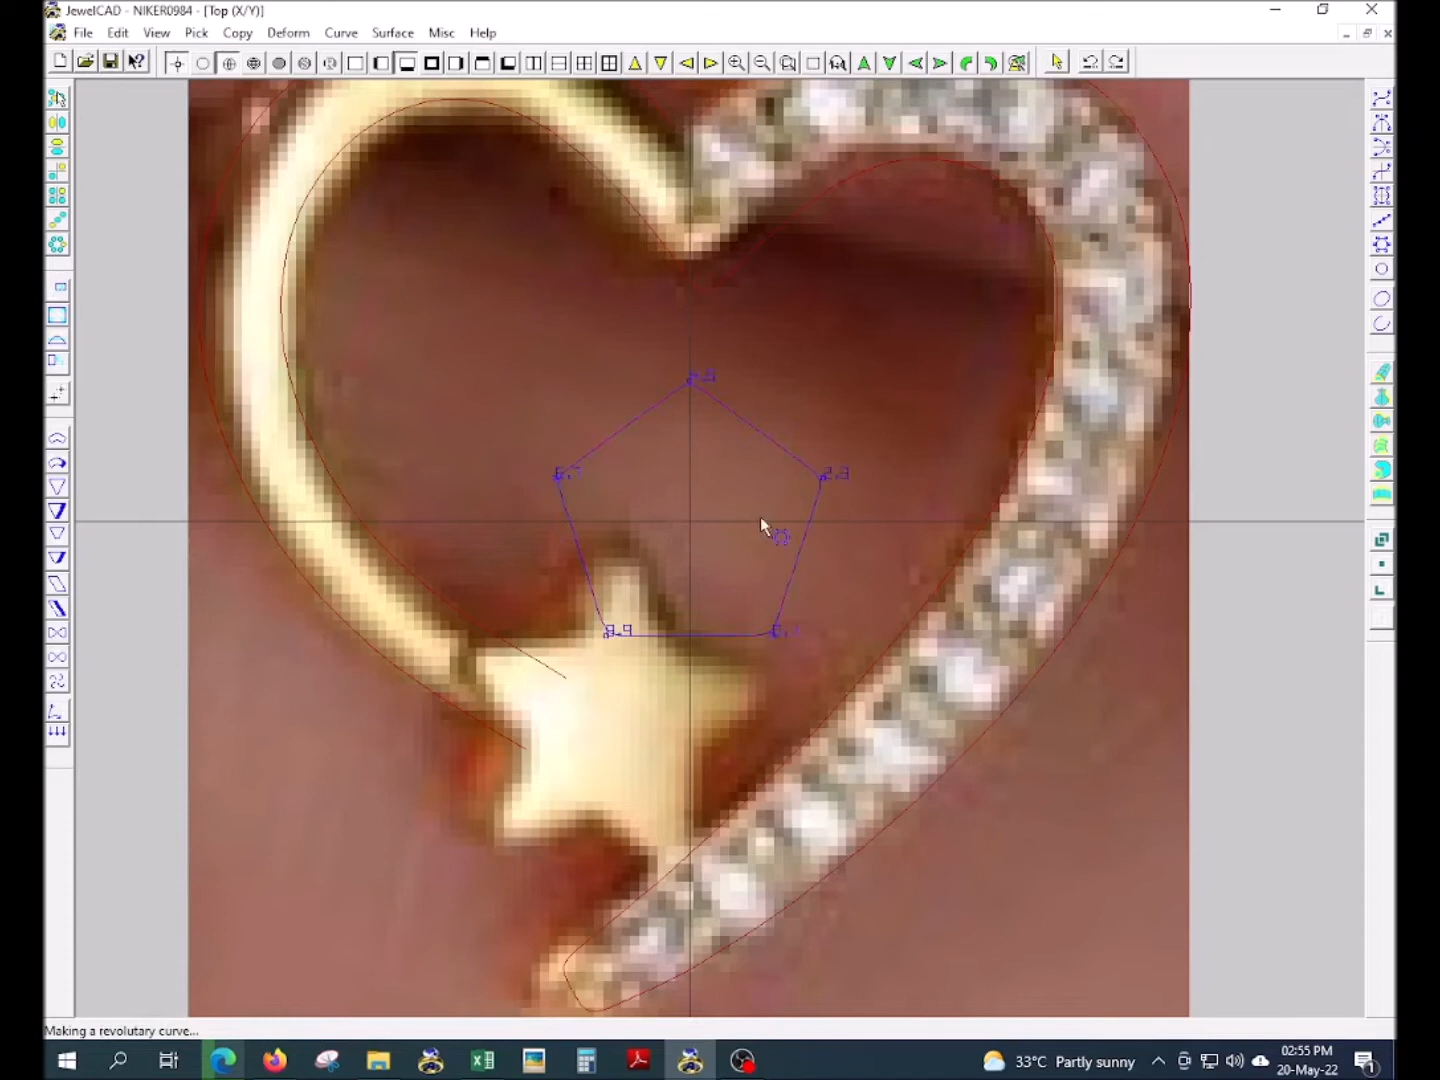 JewelCAD - NIKER0984 - [Top (X/Y)]
File Edit View Pick Copy Deform Curve Surface Misc Help
Making a revolutary curve...
33°C Partly sunny
02:55 PM
20-May-22